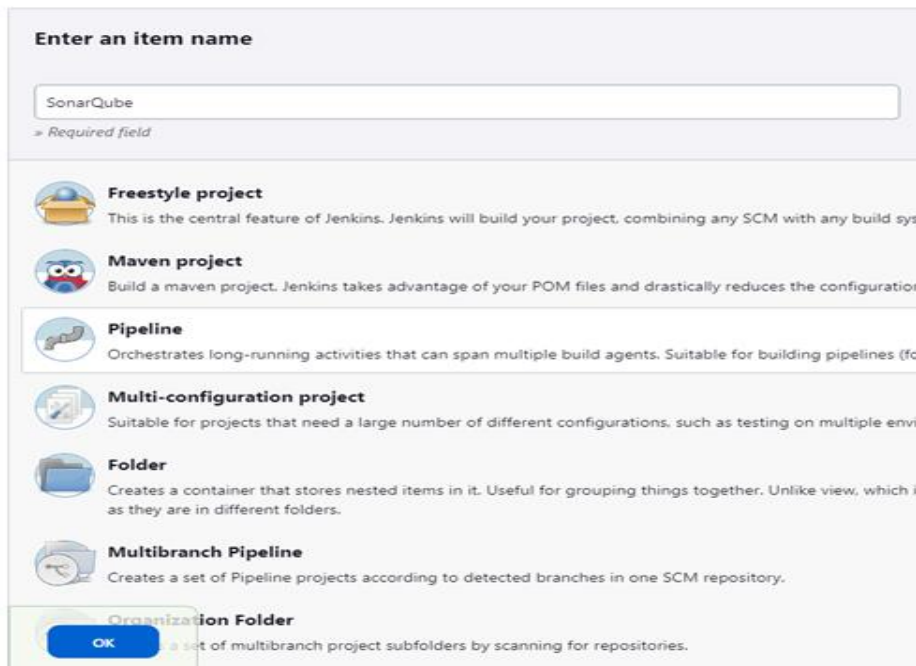 Enter an item name
SonarQube
» Required field
Freestyle project
This is the central feature of Jenkins. Jenkins will build your project, combining any SCM with any build sys
Maven project
Build a maven project. Jenkins takes advantage of your POM files and drastically reduces the configuration
Pipeline
Orchestrates long-running activities that can span multiple build agents. Suitable for building pipelines (fo
Multi-configuration project
Suitable for projects that need a large number of different configurations, such as testing on multiple envi
Folder
Creates a container that stores nested items in it. Useful for grouping things together. Unlike view, which i
as they are in different folders.
Multibranch Pipeline
Creates a set of Pipeline projects according to detected branches in one SCM repository.
Organization Folder
OK
a set of multibranch project subfolders by scanning for repositories.